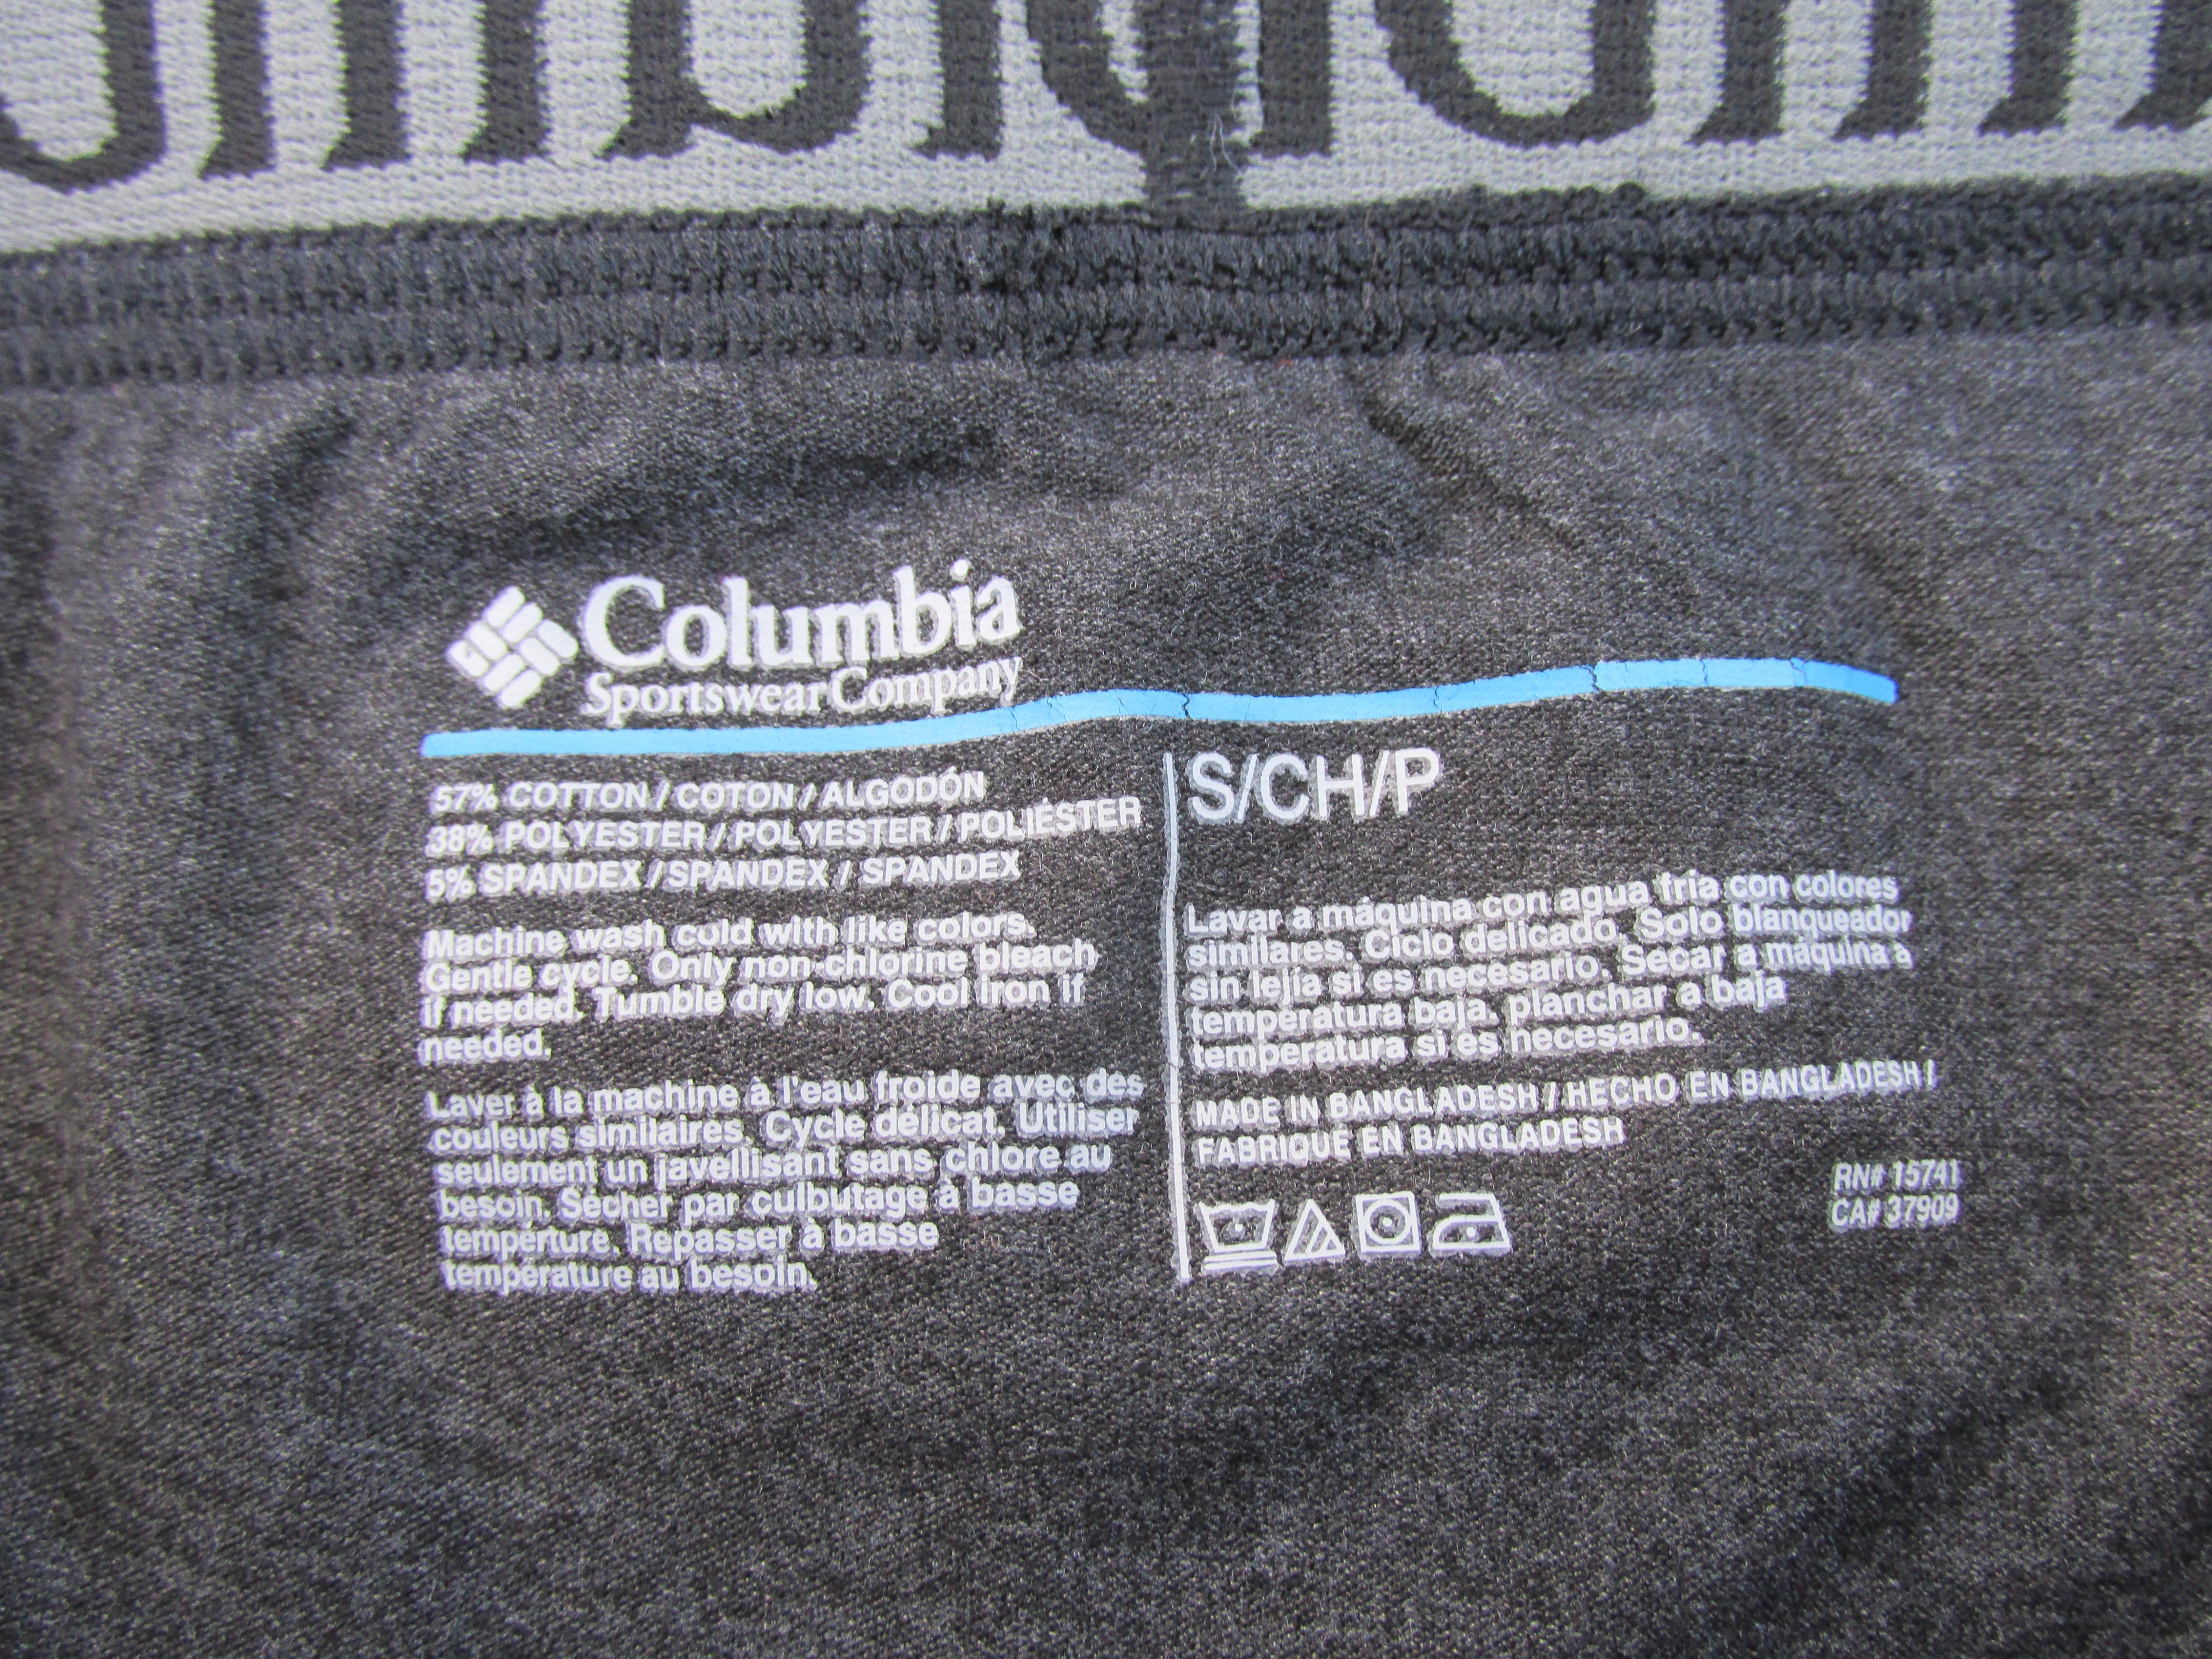 Columbia
Sportswear Company
57% COTTON / COTON / ALGODÓN
38% POLYESTER / POLYESTER / POLIÉSTER
5% SPANDEX / SPANDEX / SPANDEX
Machine wash cold with like colors.
Gentle cycle. Only non-chlorine bleach
if needed. Tumble dry low. Cool iron if
needed.
Laver à la machine à l'eau froide avec des
couleurs similaires. Cycle délicat. Utiliser
seulement un javellisant sans chlore au
besoin. Sécher par culbutage à basse
tempérture. Repasser à basse
température au besoin.
S/CH/P
Lavar a máquina con agua fría con colores
similares. Ciclo delicado. Solo blanqueador
sin lejía si es necesario. Secar a máquina a
temperatura baja, planchar a baja
temperatura si es necesario.
MADE IN BANGLADESH / HECHO EN BANGLADESH /
FABRIQUÉ EN BANGLADESH
RN# 15741
CA# 37909